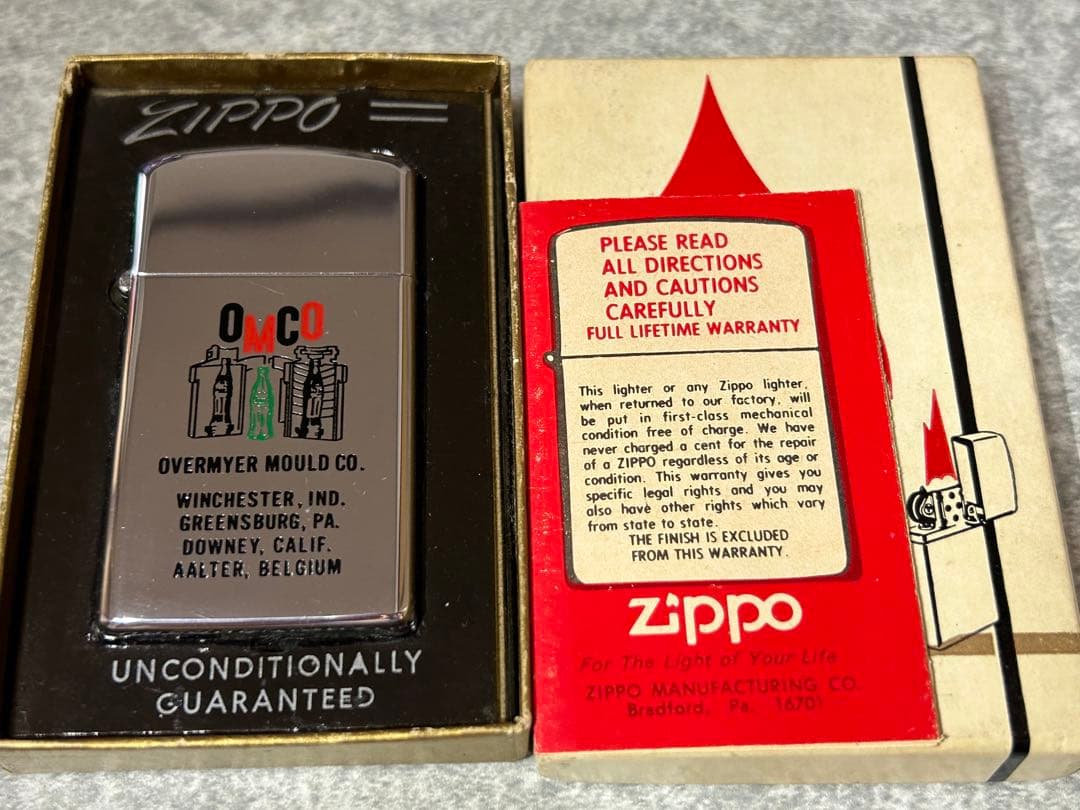 ZIPPO
OMCO
OVERMYER MOULD CO.
WINCHESTER, IND.
GREENSBURG, PA.
DOWNEY, CALIF.
AALTER, BELGIUM
UNCONDITIONALLY
GUARANTEED
PLEASE READ
ALL DIRECTIONS
AND CAUTIONS
CAREFULLY
FULL LIFETIME WARRANTY
This lighter or any Zippo lighter,
when returned to our factory, will
be put in first-class mechanical
condition free of charge. We have
never charged a cent for the repair
of a ZIPPO regardless of its age or
condition. This warranty gives you
specific legal rights and you may
also have other rights which vary
from state to state.
THE FINISH IS EXCLUDED
FROM THIS WARRANTY.
zippo
For The Light of Your Life
ZIPPO MANUFACTURING CO.
Bradford, Pa. 16701